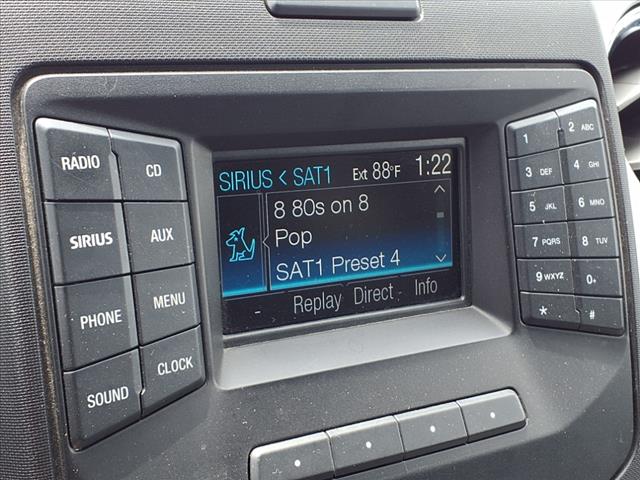 RADIO
CD
SIRIUS
AUX
PHONE
MENU
SOUND
CLOCK
SIRIUS < SAT1 Ext 88°F 1:22
8 80s on 8
Pop
SAT1 Preset 4
- Replay Direct Info
1
2 ABC
3 DEF
4 GHI
5 JKL
6 MNO
7 PQRS
8 TUV
9 WXYZ
0+
*
#